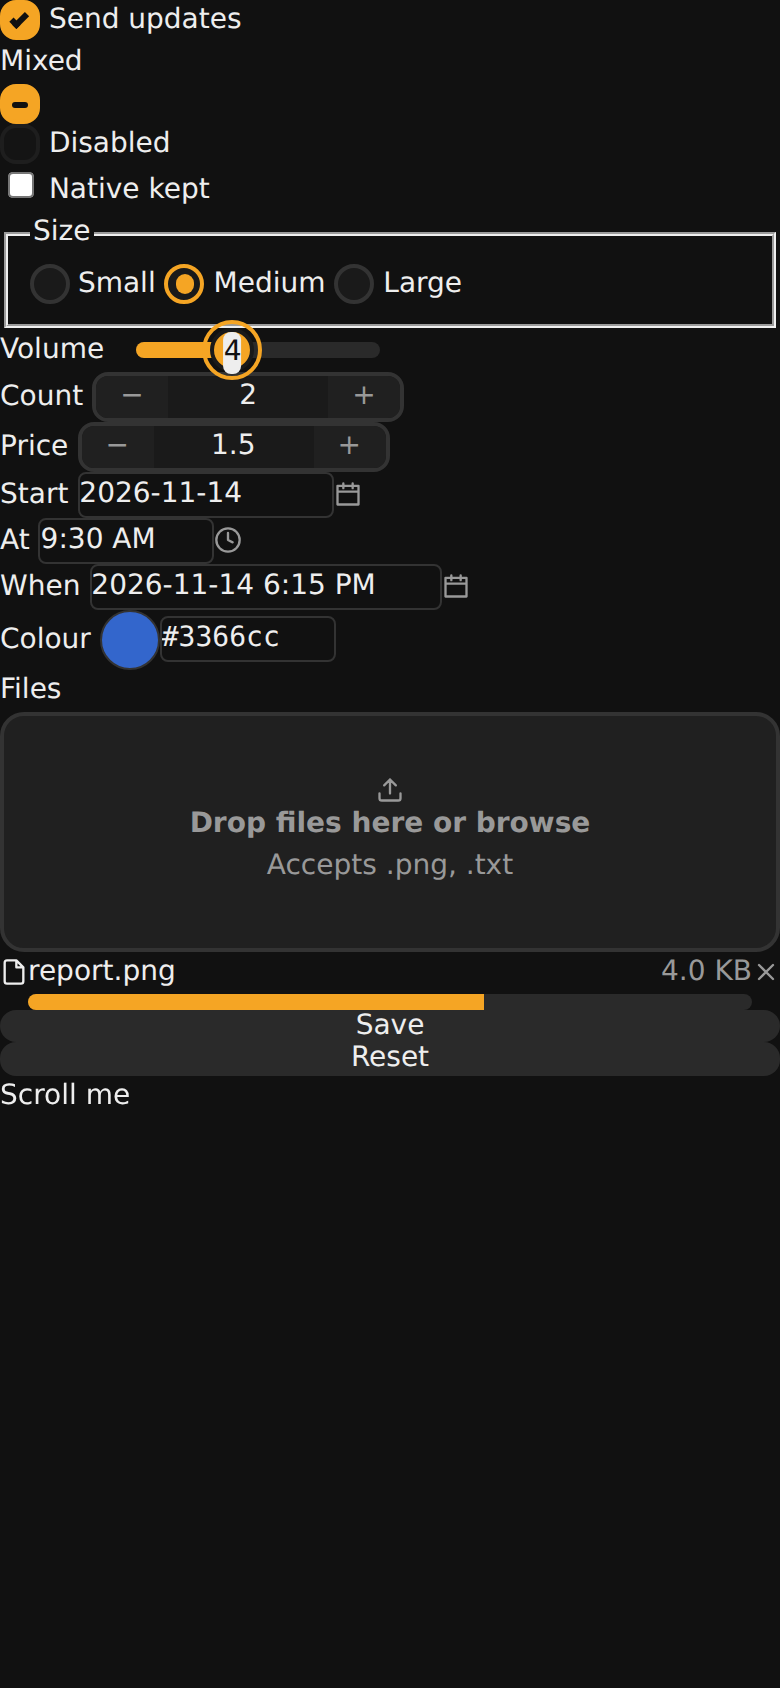 Send updates
Mixed
Disabled
Native kept
Size
Small Medium Large
Volume 4
Count − 2 +
Price − 1.5 +
Start 2026-11-14
At 9:30 AM
When 2026-11-14 6:15 PM
Colour #3366cc
Files
Drop files here or browse
Accepts .png, .txt
report.png 4.0 KB
Save
Reset
Scroll me